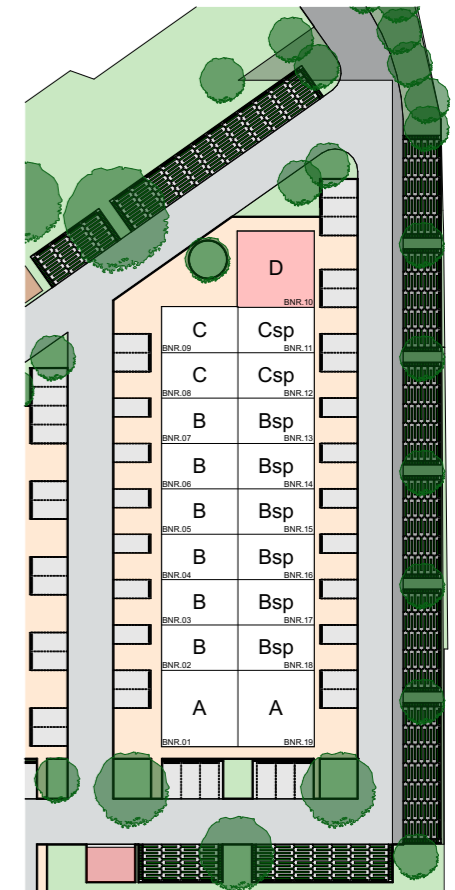 D
BNR.10
C
Csp
BNR.09
BNR.11
C
Csp
BNR.08
BNR.12
B
Bsp
BNR.07
BNR.13
B
Bsp
BNR.06
BNR.14
B
Bsp
BNR.05
BNR.15
B
Bsp
BNR.04
BNR.16
B
Bsp
BNR.03
BNR.17
B
Bsp
BNR.02
BNR.18
A
A
BNR.01
BNR.19